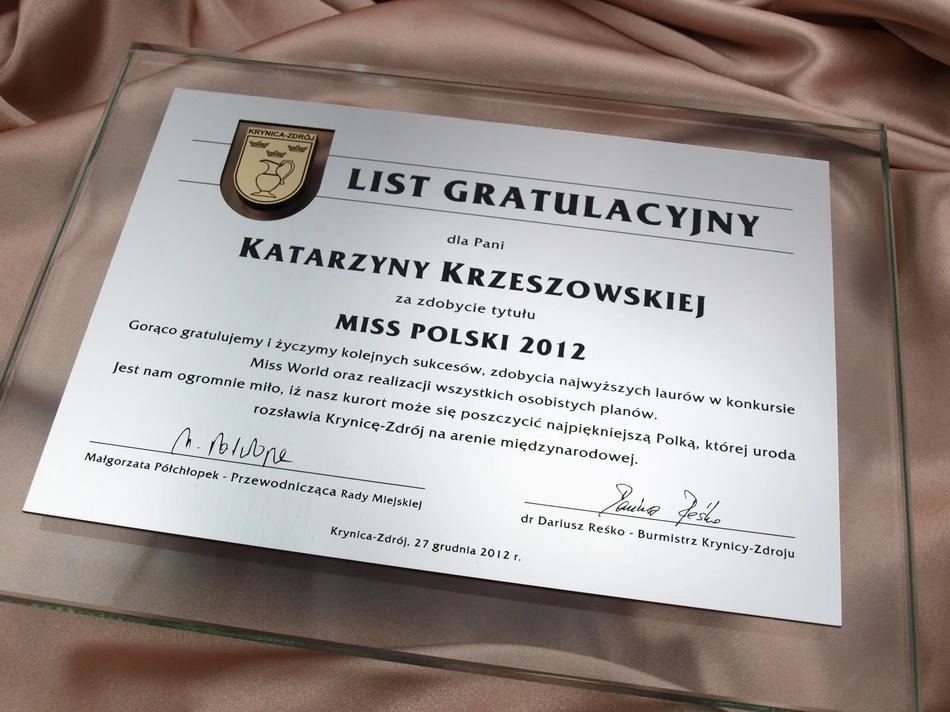 KRYNICA-ZDRÓJ
LIST GRATULACYJNY
dla Pani
KATARZYNY KRZESZOWSKIEJ
za zdobycie tytułu
MISS POLSKI 2012
Gorąco gratulujemy i życzymy kolejnych sukcesów, zdobycia najwyższych laurów w konkursie
Miss World oraz realizacji wszystkich osobistych planów.
Jest nam ogromnie miło, iż nasz kurort może się poszczycić najpiękniejszą Polką, której uroda
rozsławia Krynicę-Zdrój na arenie międzynarodowej.
Małgorzata Półchłopek - Przewodnicząca Rady Miejskiej
dr Dariusz Reśko - Burmistrz Krynicy-Zdroju
Krynica-Zdrój, 27 grudnia 2012 r.